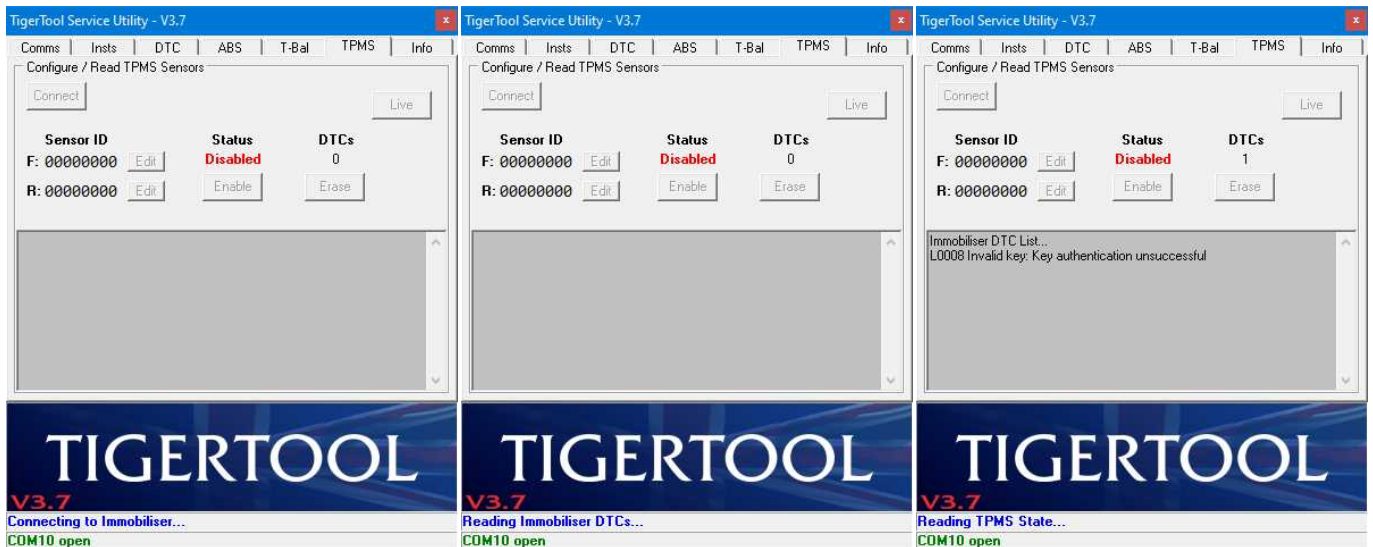 TigerTool Service Utility - V3.7 x
Comms Insts DTC ABS T-Bal TPMS Info
Configure / Read TPMS Sensors
Connect
Live
Sensor ID Status DTCs
F: 00000000 Edit Disabled 0
R: 00000000 Edit Enable Erase
TIGERTOOL
V3.7
Connecting to Immobiliser...
COM10 open
TigerTool Service Utility - V3.7 x
Comms Insts DTC ABS T-Bal TPMS Info
Configure / Read TPMS Sensors
Connect
Live
Sensor ID Status DTCs
F: 00000000 Edit Disabled 0
R: 00000000 Edit Enable Erase
TIGERTOOL
V3.7
Reading Immobiliser DTCs...
COM10 open
TigerTool Service Utility - V3.7 x
Comms Insts DTC ABS T-Bal TPMS Info
Configure / Read TPMS Sensors
Connect
Live
Sensor ID Status DTCs
F: 00000000 Edit Disabled 1
R: 00000000 Edit Enable Erase
Immobiliser DTC List...
L0008 Invalid key: Key authentication unsuccessful
TIGERTOOL
V3.7
Reading TPMS State...
COM10 open